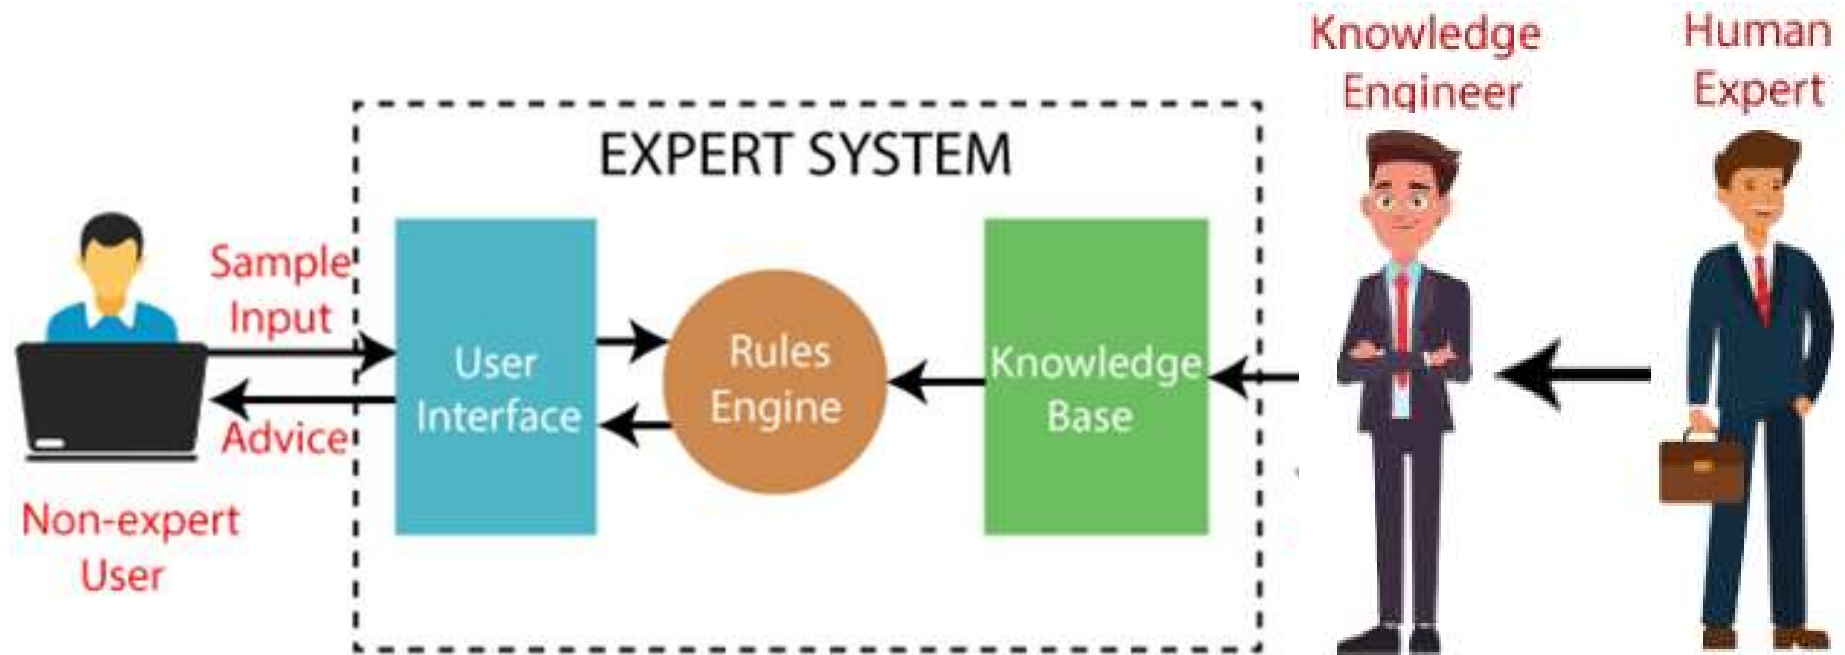 Knowledge
Engineer
Human
Expert
EXPERT SYSTEM
Sample
Input
Advice
Non-expert
User
User
Interface
Rules
Engine
Knowledge
Base